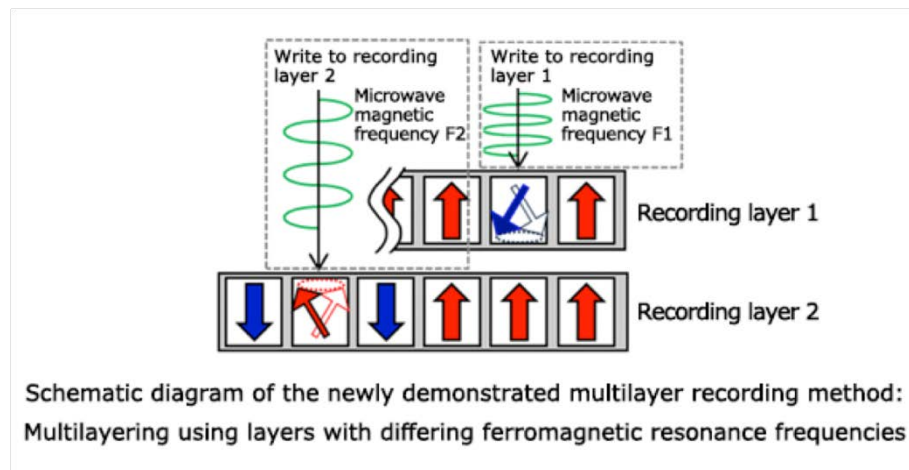 Write to recording
layer 2
Microwave
magnetic
frequency F2
Write to recording
layer 1
Microwave
magnetic
frequency F1
Recording layer 1
Recording layer 2
Schematic diagram of the newly demonstrated multilayer recording method:
Multilayering using layers with differing ferromagnetic resonance frequencies